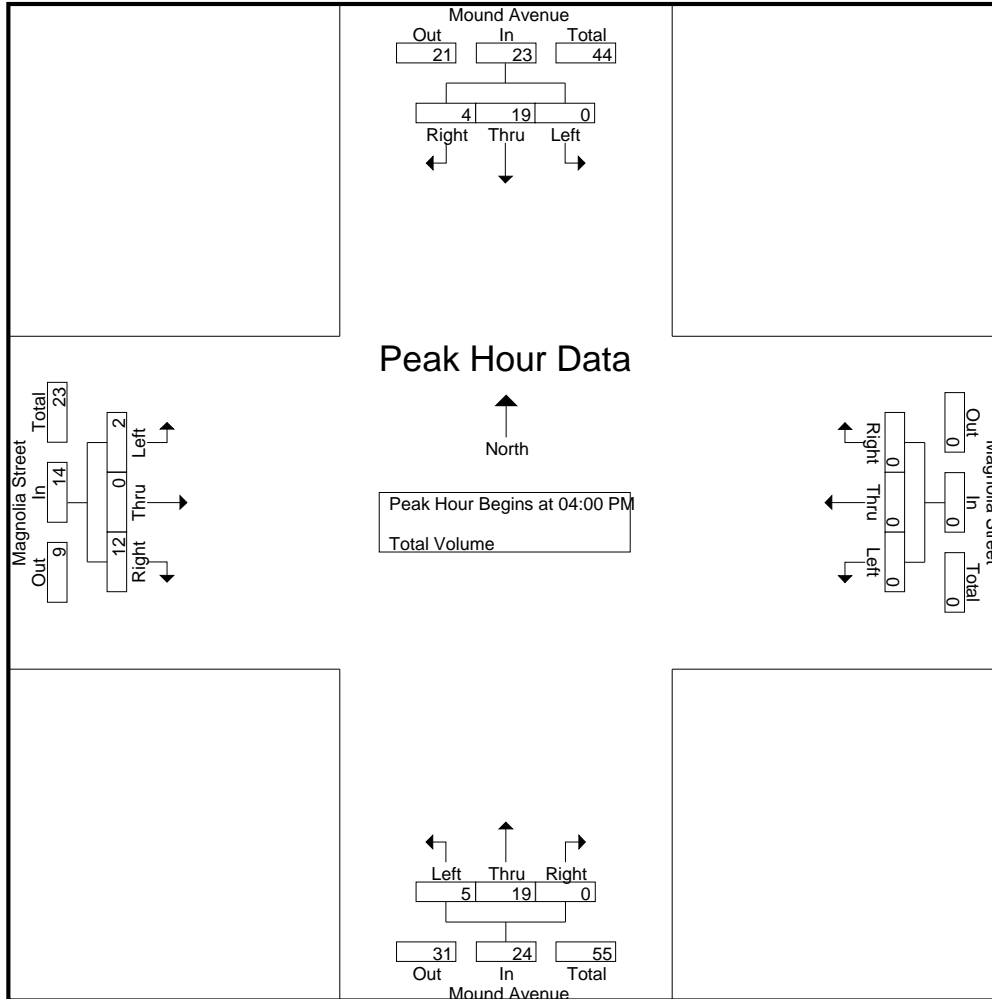 Mound Avenue
Out In Total
21 23 44
4 19 0
Right Thru Left
Peak Hour Data
North
Peak Hour Begins at 04:00 PM
Total Volume
Magnolia Street
Total In Out
23 14 9
2 0 12
Left Thru Right
Magnolia Street
Out In Total
0 0 0
Right Thru Left
0 0 0
Left Thru Right
5 19 0
31 24 55
Out In Total
Mound Avenue